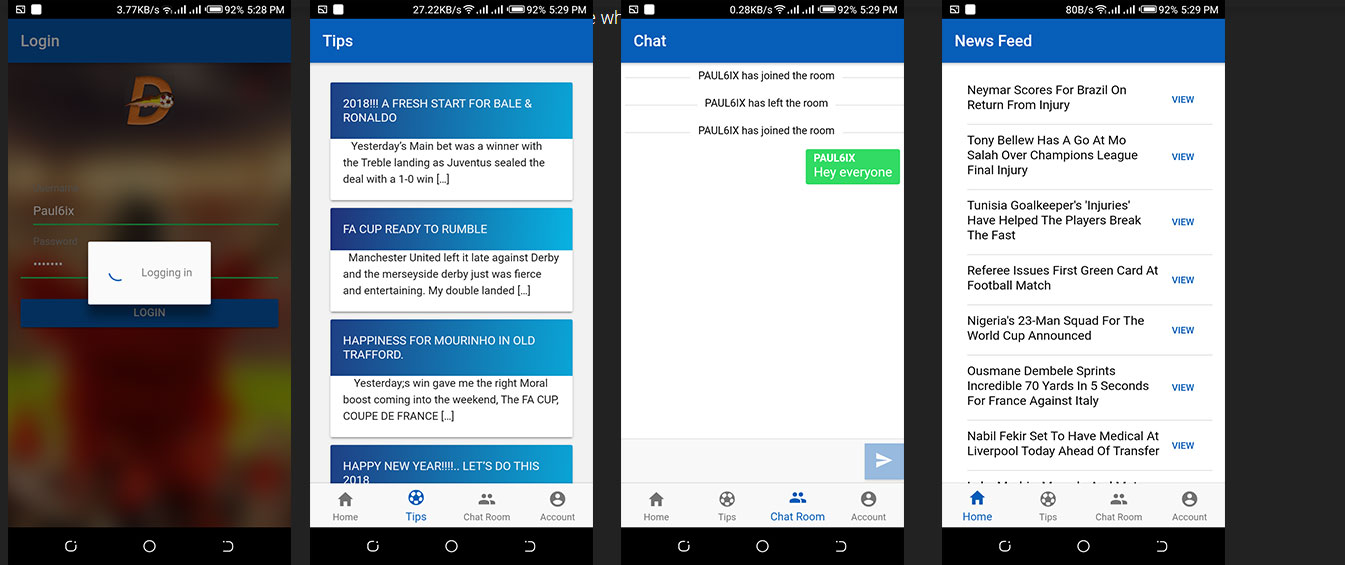 3.77KB/s 92% 5:28 PM
Login
D
Username
Paul6ix
Password
•••••••
Logging in
LOGIN
27.22KB/s 92% 5:29 PM
Tips
2018!!! A FRESH START FOR BALE &
RONALDO
Yesterday's Main bet was a winner with
the Treble landing as Juventus sealed the
deal with a 1-0 win [...]
FA CUP READY TO RUMBLE
Manchester United left it late against Derby
and the merseyside derby just was fierce
and entertaining. My double landed [...]
HAPPINESS FOR MOURINHO IN OLD
TRAFFORD.
Yesterday;s win gave me the right Moral
boost coming into the weekend, The FA CUP,
COUPE DE FRANCE [...]
HAPPY NEW YEAR!!!!.. LET'S DO THIS
2018
Home Tips Chat Room Account
0.28KB/s 92% 5:29 PM
Chat
PAUL6IX has joined the room
PAUL6IX has left the room
PAUL6IX has joined the room
PAUL6IX
Hey everyone
Home Tips Chat Room Account
80B/s 92% 5:29 PM
News Feed
Neymar Scores For Brazil On
Return From Injury
VIEW
Tony Bellew Has A Go At Mo
Salah Over Champions League
Final Injury
VIEW
Tunisia Goalkeeper's 'Injuries'
Have Helped The Players Break
The Fast
VIEW
Referee Issues First Green Card At
Football Match
VIEW
Nigeria's 23-Man Squad For The
World Cup Announced
VIEW
Ousmane Dembele Sprints
Incredible 70 Yards In 5 Seconds
For France Against Italy
VIEW
Nabil Fekir Set To Have Medical At
Liverpool Today Ahead Of Transfer
VIEW
Home Tips Chat Room Account